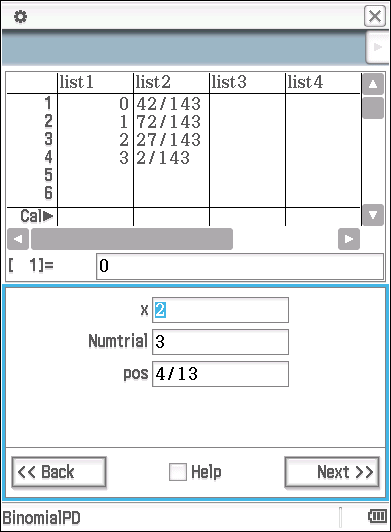 list1 list2 list3 list4
1 0 42/143
2 1 72/143
3 2 27/143
4 3 2/143
5
6
Cal▶
[ 1]= 0
x 2
Numtrial 3
pos 4/13
<< Back Help Next >>
BinomialPD